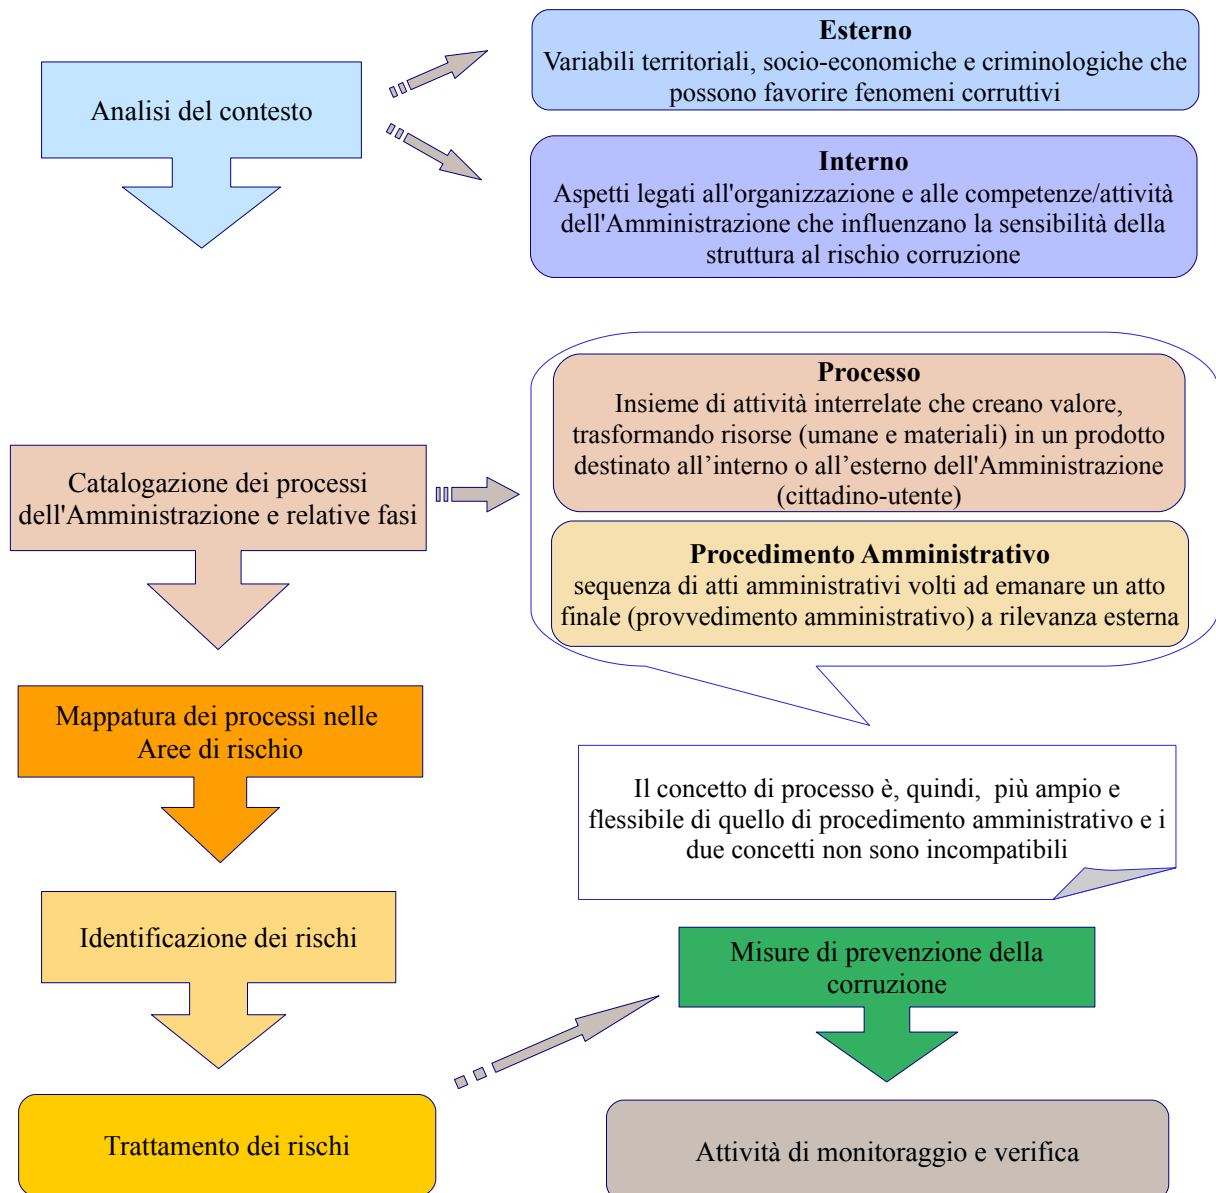 Esterno
Variabili territoriali, socio-economiche e criminologiche che
possono favorire fenomeni corruttivi
Analisi del contesto
Interno
Aspetti legati all'organizzazione e alle competenze/attività
dell'Amministrazione che influenzano la sensibilità della
struttura al rischio corruzione
Processo
Insieme di attività interrelate che creano valore,
trasformando risorse (umane e materiali) in un prodotto
destinato all’interno o all’esterno dell'Amministrazione
(cittadino-utente)
Catalogazione dei processi
dell'Amministrazione e relative fasi
Procedimento Amministrativo
sequenza di atti amministrativi volti ad emanare un atto
finale (provvedimento amministrativo) a rilevanza esterna
Mappatura dei processi nelle
Aree di rischio
Il concetto di processo è, quindi, più ampio e
flessibile di quello di procedimento amministrativo e i
due concetti non sono incompatibili
Identificazione dei rischi
Misure di prevenzione della
corruzione
Trattamento dei rischi
Attività di monitoraggio e verifica